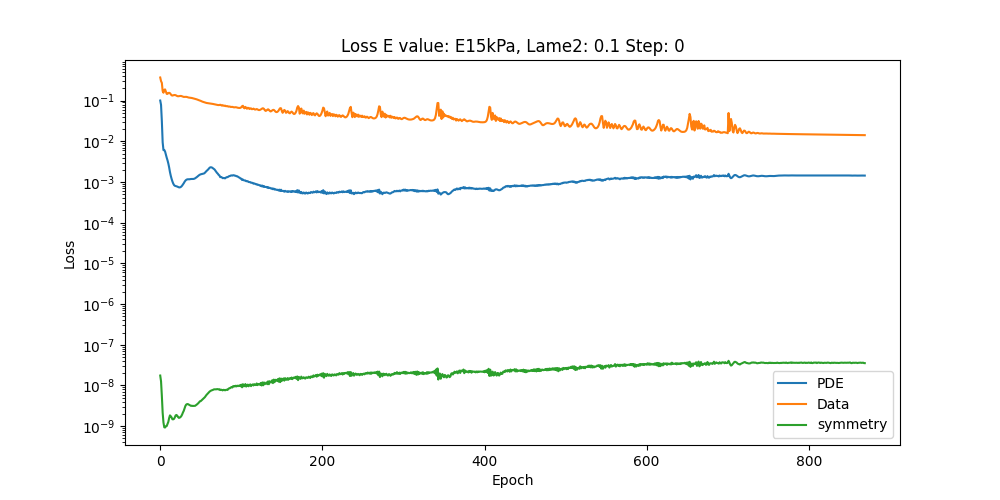 Loss E value: E15kPa, Lame2: 0.1 Step: 0
Loss
10⁻¹
10⁻²
10⁻³
10⁻⁴
10⁻⁵
10⁻⁶
10⁻⁷
10⁻⁸
10⁻⁹
0 200 400 600 800
Epoch
PDE
Data
symmetry